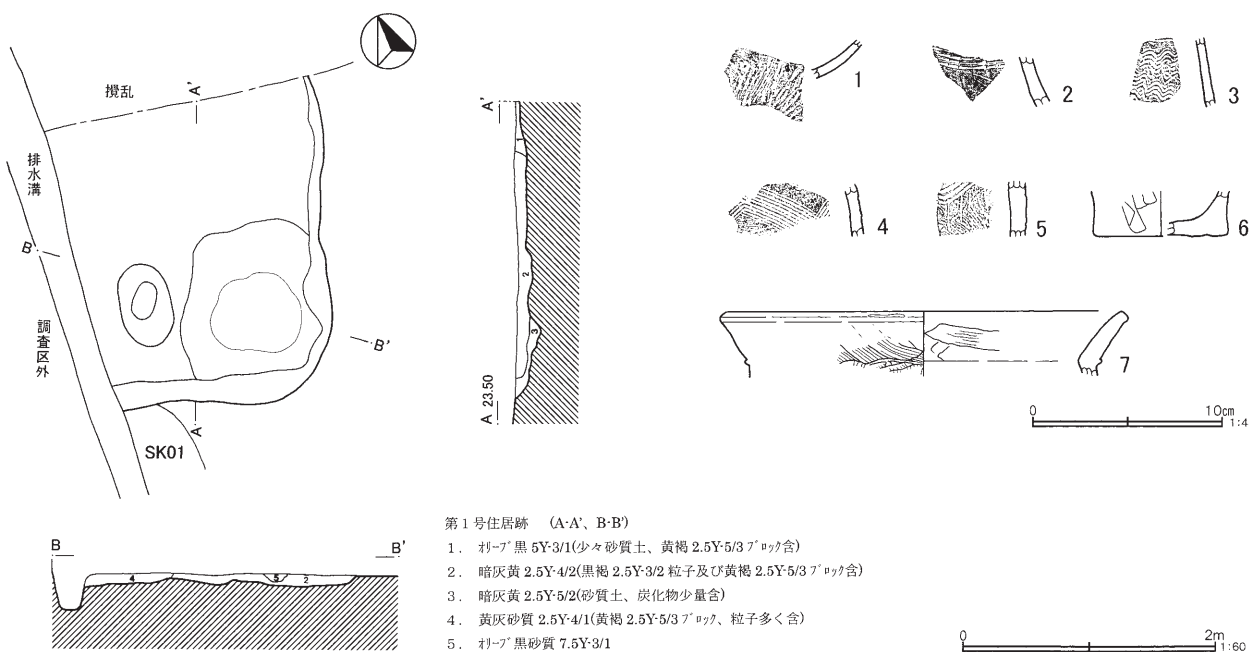 攪乱
A'
排水溝
B
調査区外
B'
A
SK01
A'
1
2
3
A 23.50
1
2
3
4
5
6
7
0 10㎝
1:4
B B'
4 5 2
第1号住居跡 (A-A'、B-B')
1. ｵﾘｰﾌﾞ黒 5Y-3/1(少々砂質土、黄褐 2.5Y-5/3 ﾌﾞﾛｯｸ含)
2. 暗灰黄 2.5Y-4/2(黒褐 2.5Y-3/2 粒子及び黄褐 2.5Y-5/3 ﾌﾞﾛｯｸ含)
3. 暗灰黄 2.5Y-5/2(砂質土、炭化物少量含)
4. 黄灰砂質 2.5Y-4/1(黄褐 2.5Y-5/3 ﾌﾞﾛｯｸ、粒子多く含)
5. ｵﾘｰﾌﾞ黒砂質 7.5Y-3/1
0 2m
1:60